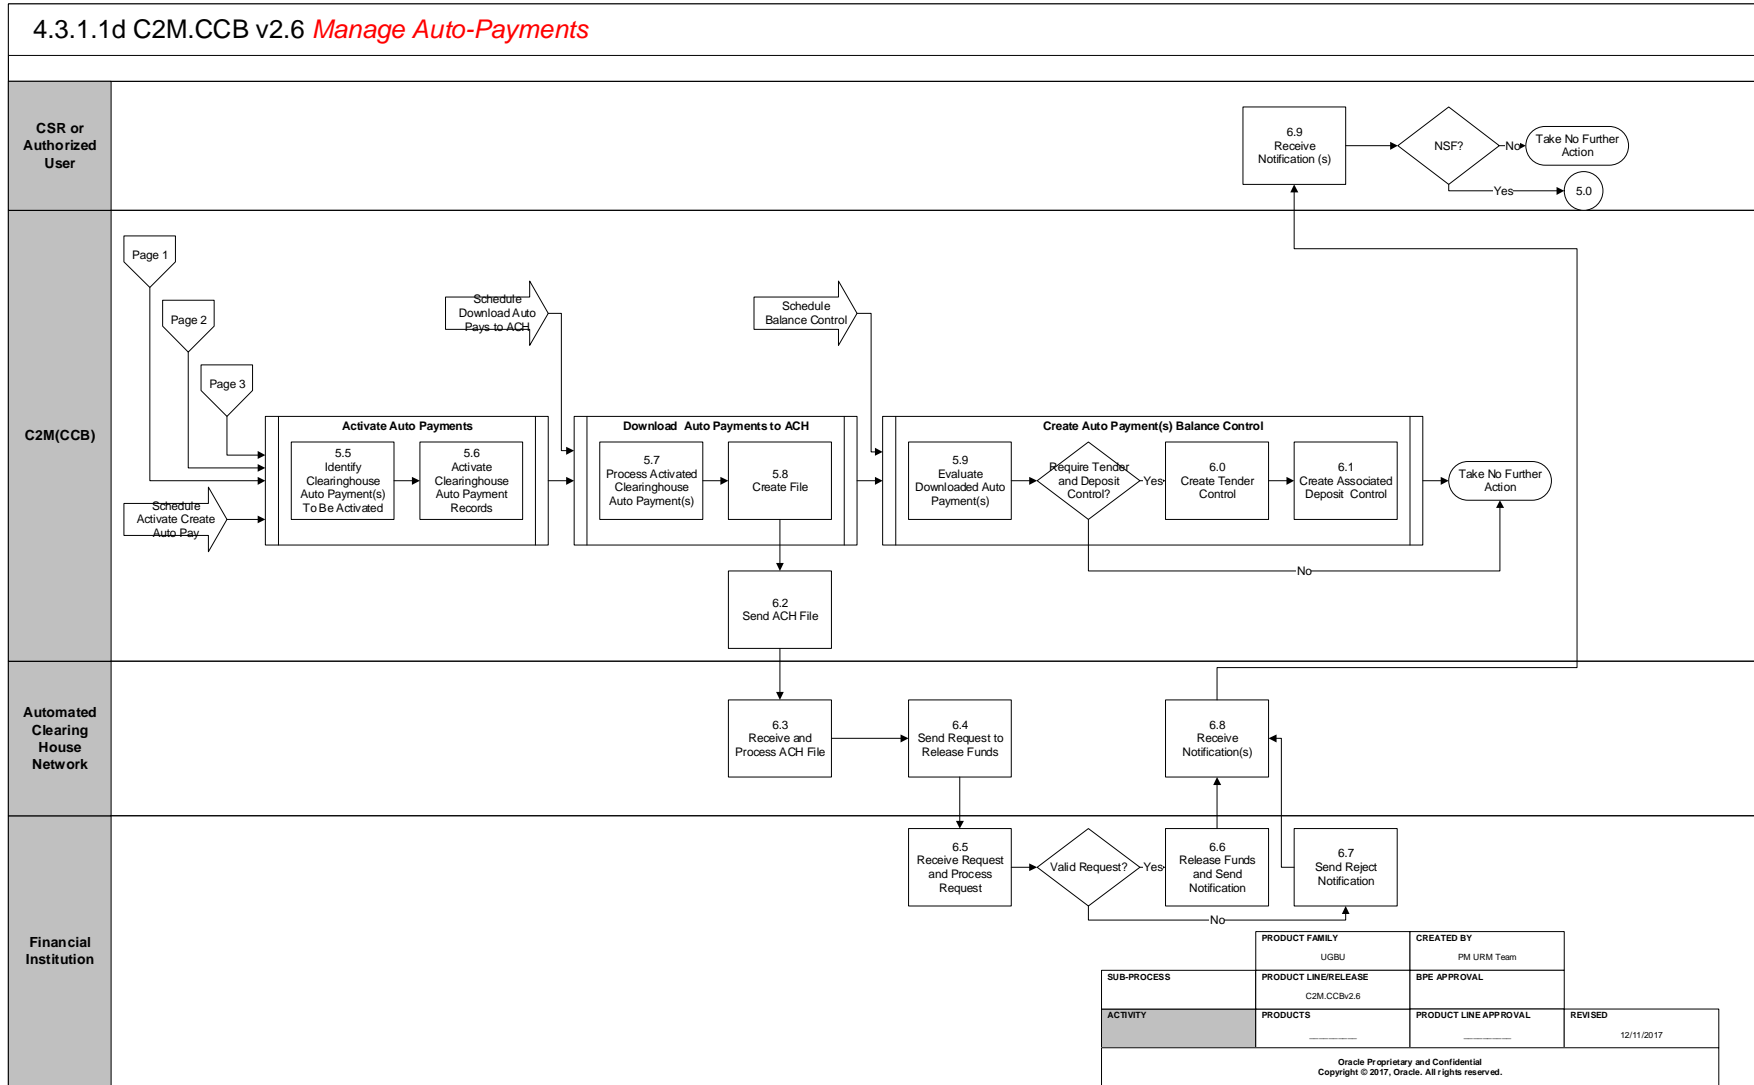 4.3.1.1d C2M.CCB v2.6 Manage Auto-Payments
CSR or
Authorized
User
6.9
Receive
Notification (s)
NSF?
No
Take No Further
Action
Yes
5.0
C2M(CCB)
Page 1
Page 2
Page 3
Schedule
Activate Create
Auto Pay
Schedule
Download Auto
Pays to ACH
Schedule
Balance Control
Activate Auto Payments
5.5
Identify
Clearinghouse
Auto Payment(s)
To Be Activated
5.6
Activate
Clearinghouse
Auto Payment
Records
Download Auto Payments to ACH
5.7
Process Activated
Clearinghouse
Auto Payment(s)
5.8
Create File
Create Auto Payment(s) Balance Control
5.9
Evaluate
Downloaded Auto
Payment(s)
Require Tender
and Deposit
Control?
Yes
6.0
Create Tender
Control
6.1
Create Associated
Deposit Control
Take No Further
Action
No
6.2
Send ACH File
Automated
Clearing
House
Network
6.3
Receive and
Process ACH File
6.4
Send Request to
Release Funds
6.8
Receive
Notification(s)
Financial
Institution
6.5
Receive Request
and Process
Request
Valid Request?
Yes
6.6
Release Funds
and Send
Notification
6.7
Send Reject
Notification
No
PRODUCT FAMILY
UGBU
CREATED BY
PM URM Team
SUB-PROCESS
PRODUCT LINE/RELEASE
C2M.CCBv2.6
BPE APPROVAL
ACTIVITY
PRODUCTS
PRODUCT LINE APPROVAL
REVISED
12/11/2017
Oracle Proprietary and Confidential
Copyright © 2017, Oracle. All rights reserved.